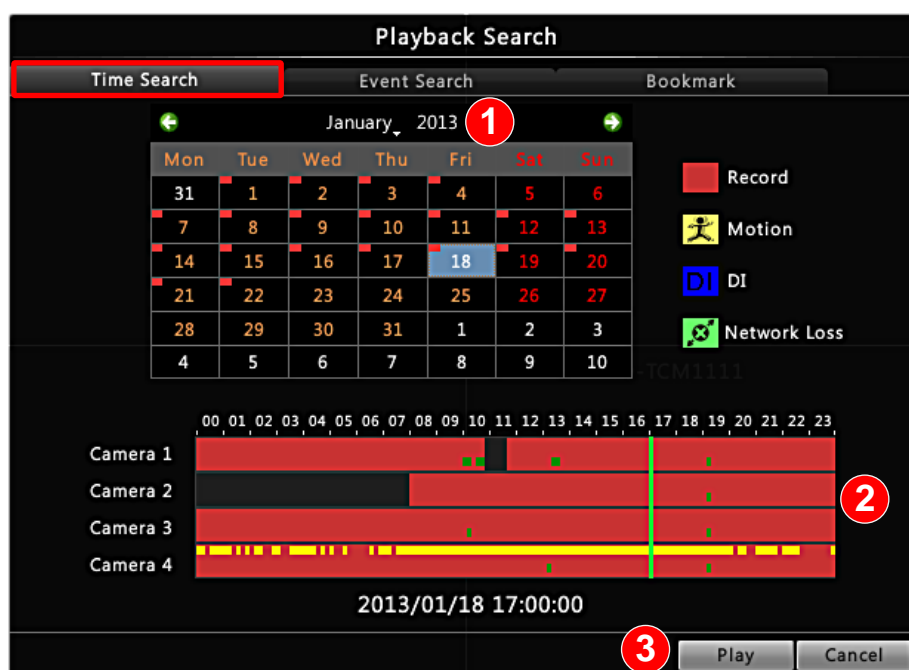 Playback Search
Time Search Event Search Bookmark
January 2013 1
Mon Tue Wed Thu Fri Sat Sun
31 1 2 3 4 5 6
7 8 9 10 11 12 13
14 15 16 17 18 19 20
21 22 23 24 25 26 27
28 29 30 31 1 2 3
4 5 6 7 8 9 10
Record
Motion
DI DI
Network Loss
-TCM1111
00 01 02 03 04 05 06 07 08 09 10 11 12 13 14 15 16 17 18 19 20 21 22 23
Camera 1
Camera 2
2
Camera 3
Camera 4
2013/01/18 17:00:00
3 Play Cancel